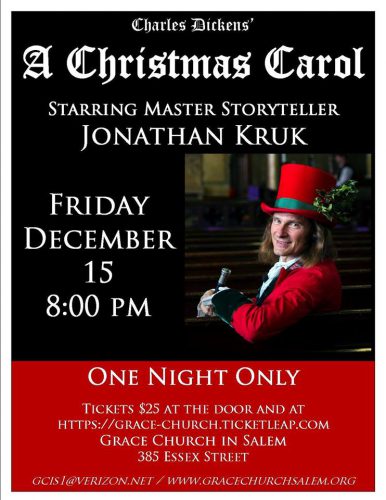 Charles Dickens'
A Christmas Carol
Starring Master Storyteller
Jonathan Kruk
Friday
December
15
8:00 pm
One Night Only
Tickets $25 at the door and at
https://grace-church.ticketleap.com
Grace Church in Salem
385 Essex Street
gcis1@verizon.net / www.gracechurchsalem.org